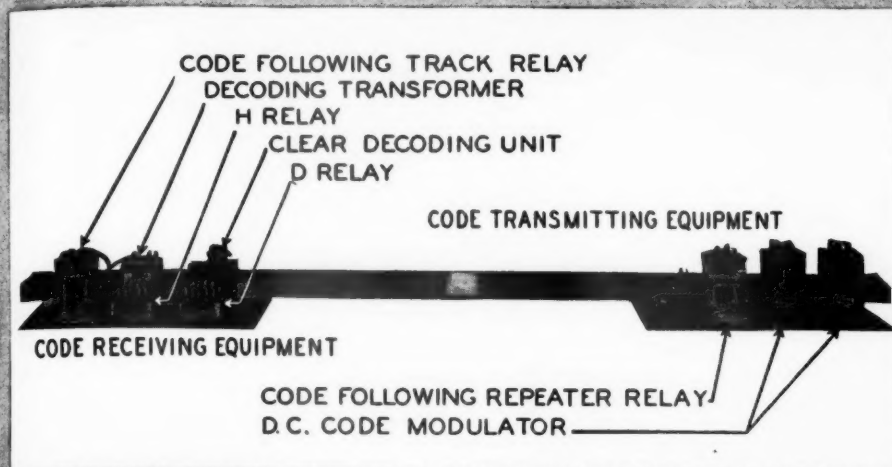 CODE FOLLOWING TRACK RELAY
DECODING TRANSFORMER
H RELAY
CLEAR DECODING UNIT
D RELAY
CODE TRANSMITTING EQUIPMENT
CODE RECEIVING EQUIPMENT
CODE FOLLOWING REPEATER RELAY
D.C. CODE MODULATOR